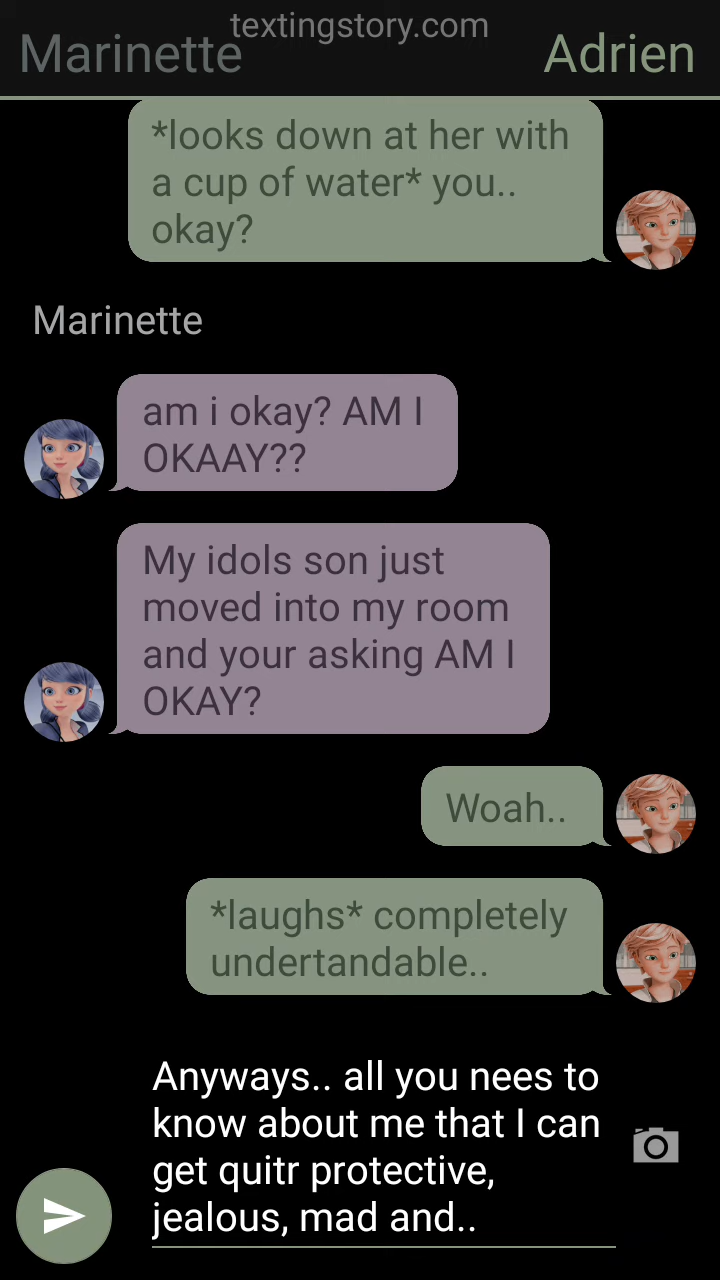 textingstory.com
Marinette
Adrien
*looks down at her with
a cup of water* you..
okay?
Marinette
am i okay? AM I
OKAAY??
My idols son just
moved into my room
and your asking AM I
OKAY?
Woah..
*laughs* completely
undertandable..
Anyways.. all you nees to
know about me that I can
get quitr protective,
jealous, mad and..